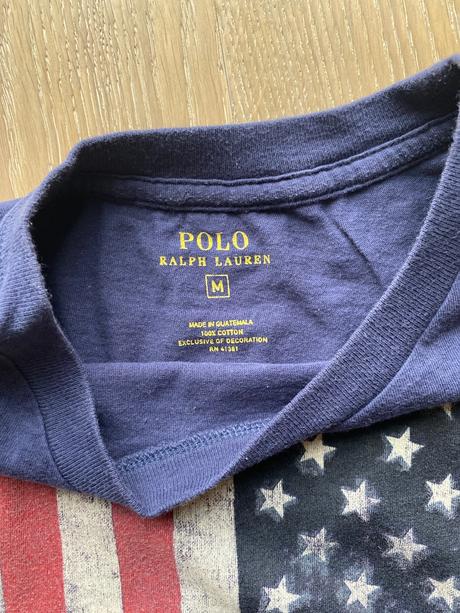 POLO
RALPH LAUREN
M
MADE IN GUATEMALA
100% COTTON
EXCLUSIVE OF DECORATION
RN 41381